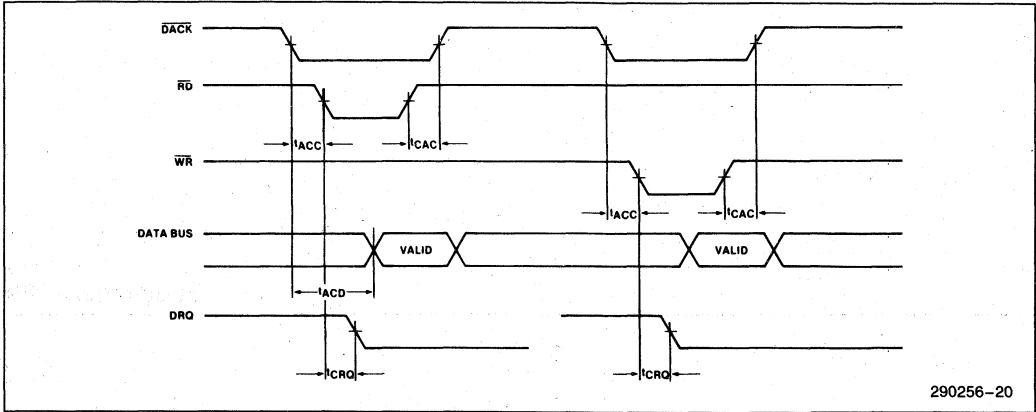 DACK
RD
tACC
tCAC
WR
tACC
tCAC
DATA BUS
VALID
VALID
tACD
DRQ
tCRQ
tCRQ
290256-20